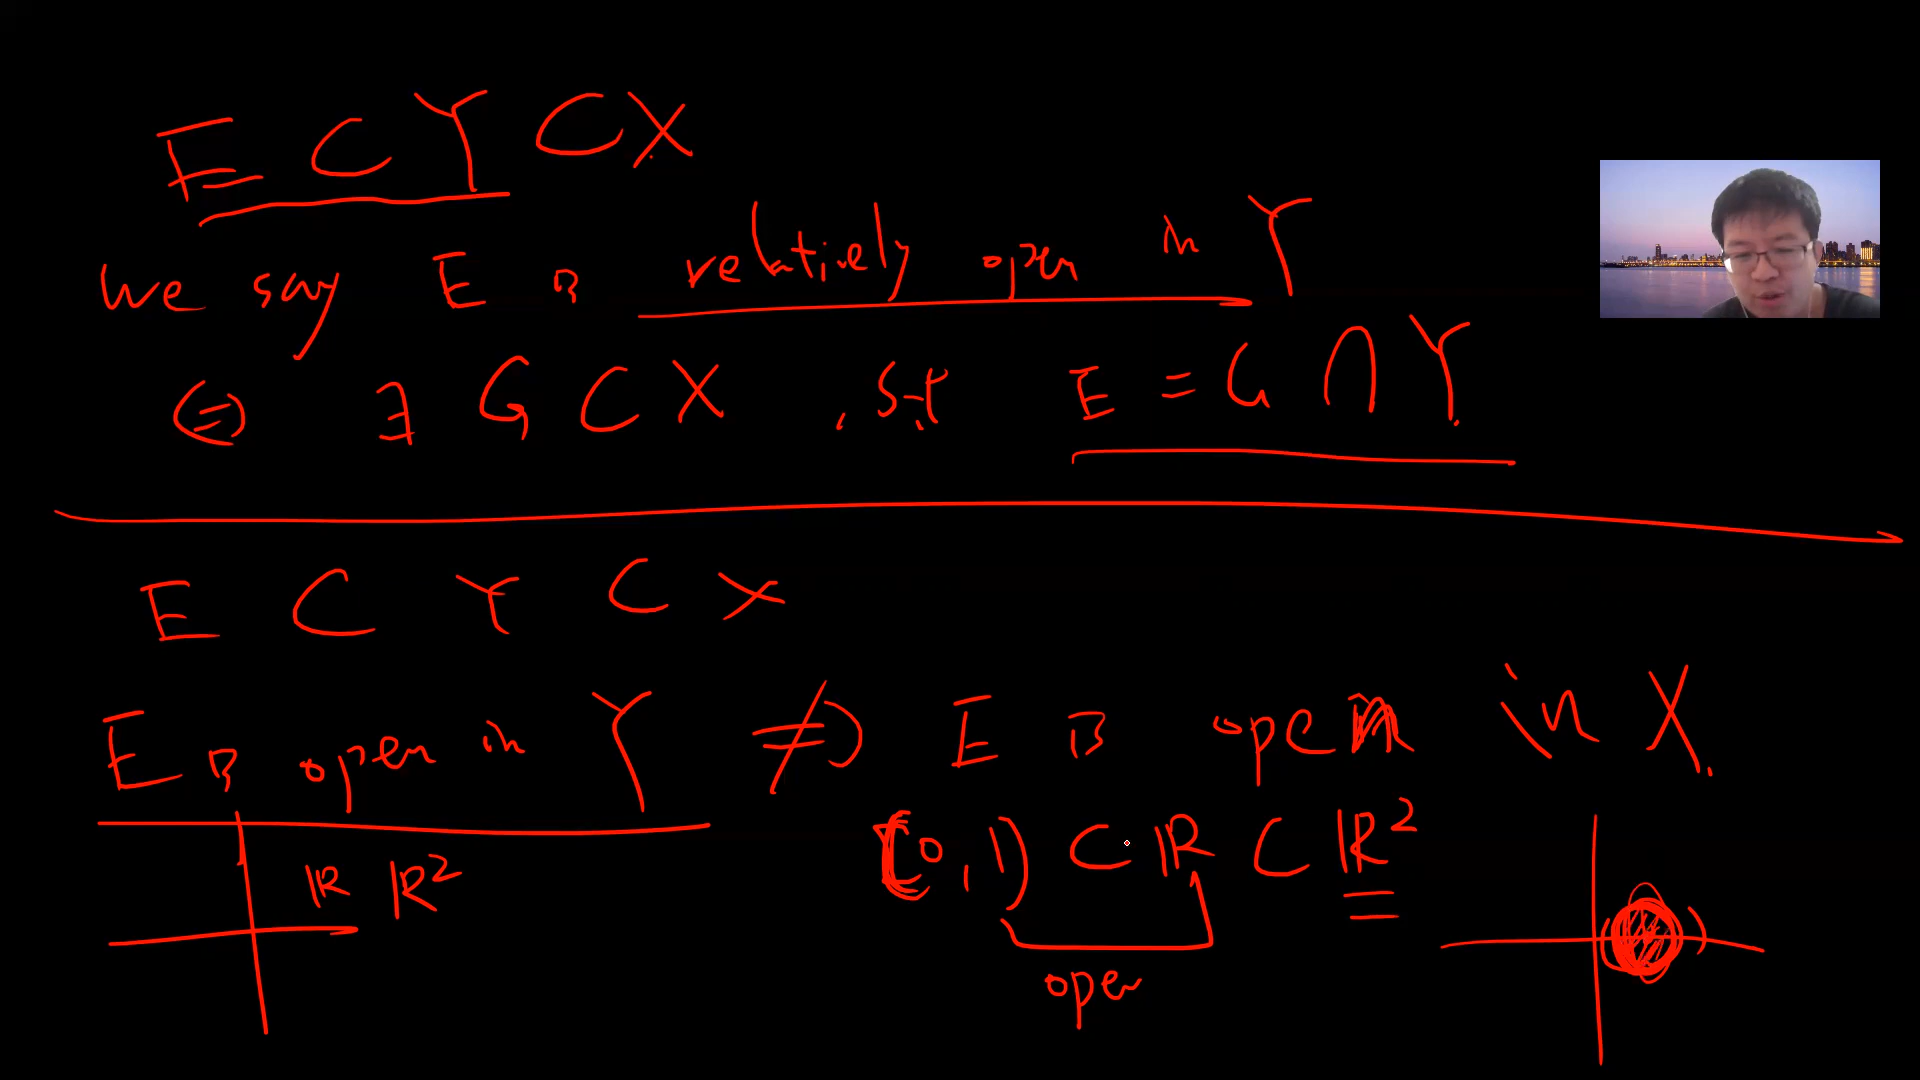 E ⊂ Y ⊂ X
We say E is relatively open in Y
⇔ ∃ G ⊂ X , s.t E = G ∩ Y.
E ⊂ Y ⊂ X
E is open in Y ⇏ E is open in X.
(0,1) ⊂ ℝ ⊂ ℝ²
ℝ ℝ²
open